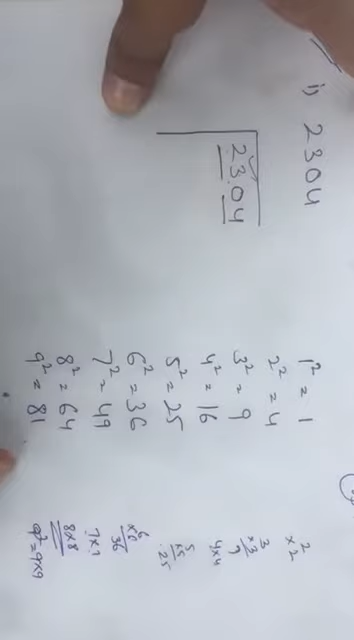 i) 2304
2304
1² = 1
2² = 4
3² = 9
4² = 16
5² = 25
6² = 36
7² = 49
8² = 64
9² = 81
2
×2
3
×3
9
4×4
5
×5
25
6
×6
36
7×7
8×8
9² = 9×9